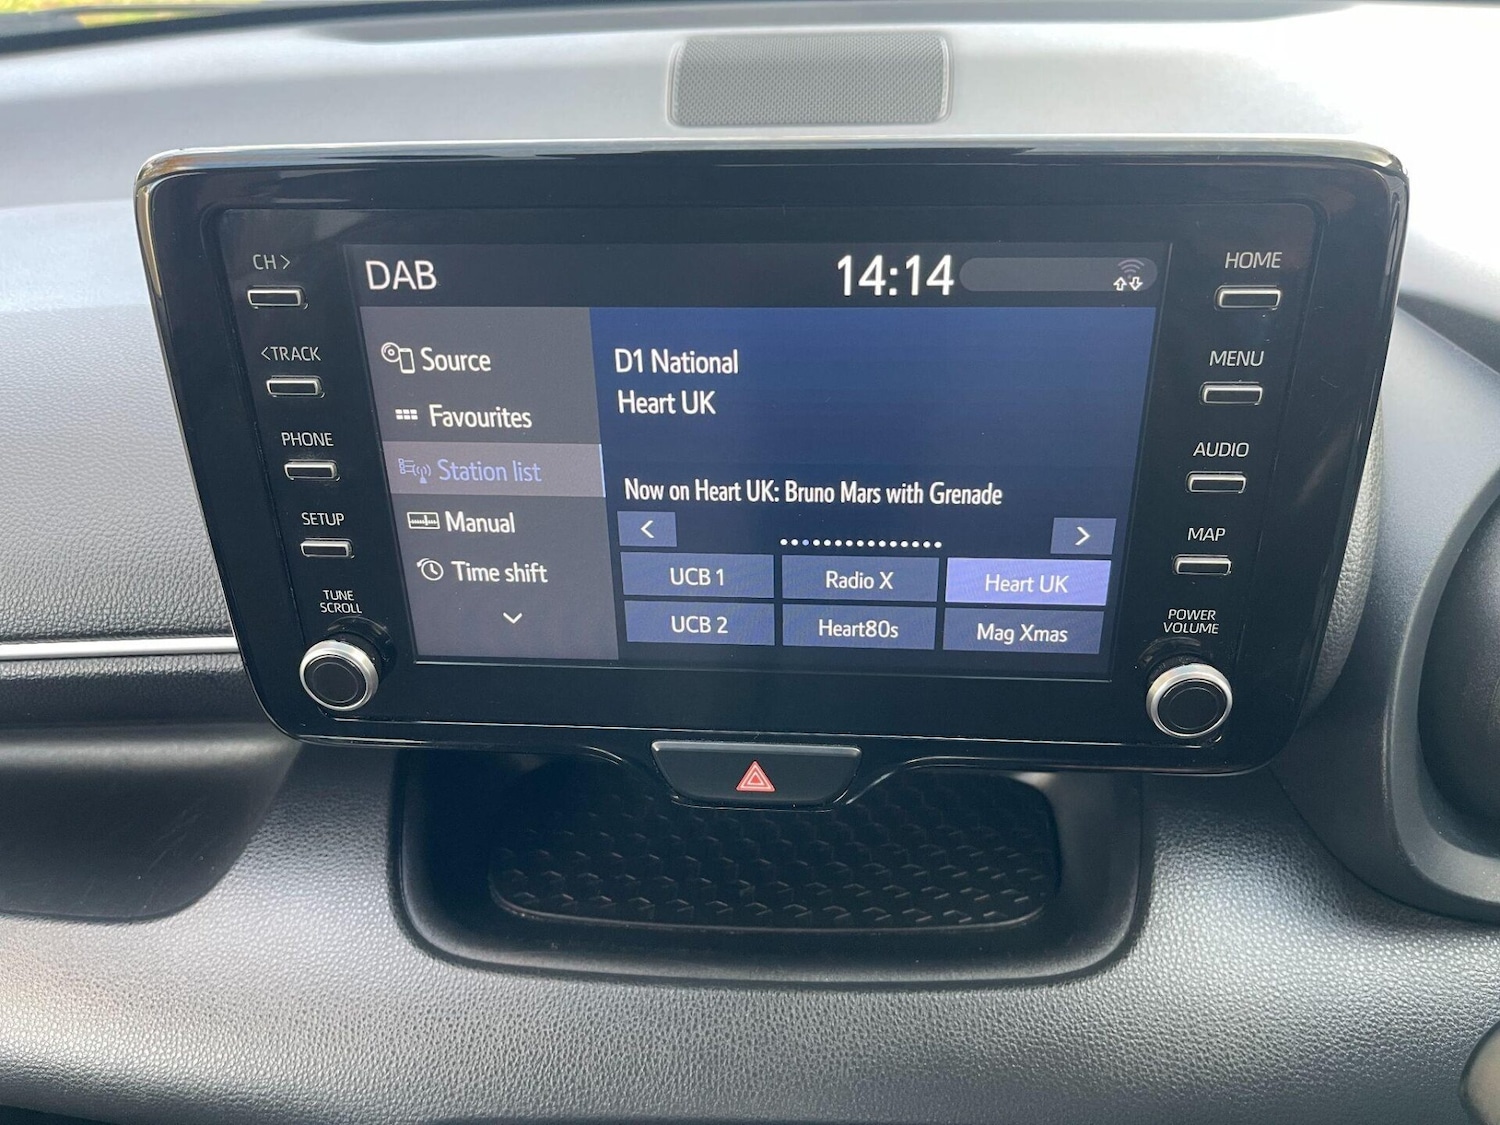 CH >
< TRACK
PHONE
SETUP
TUNE
SCROLL
DAB
14:14
Source
Favourites
Station list
Manual
Time shift
D1 National
Heart UK
Now on Heart UK: Bruno Mars with Grenade
<
>
UCB 1
Radio X
Heart UK
UCB 2
Heart80s
Mag Xmas
HOME
MENU
AUDIO
MAP
POWER
VOLUME